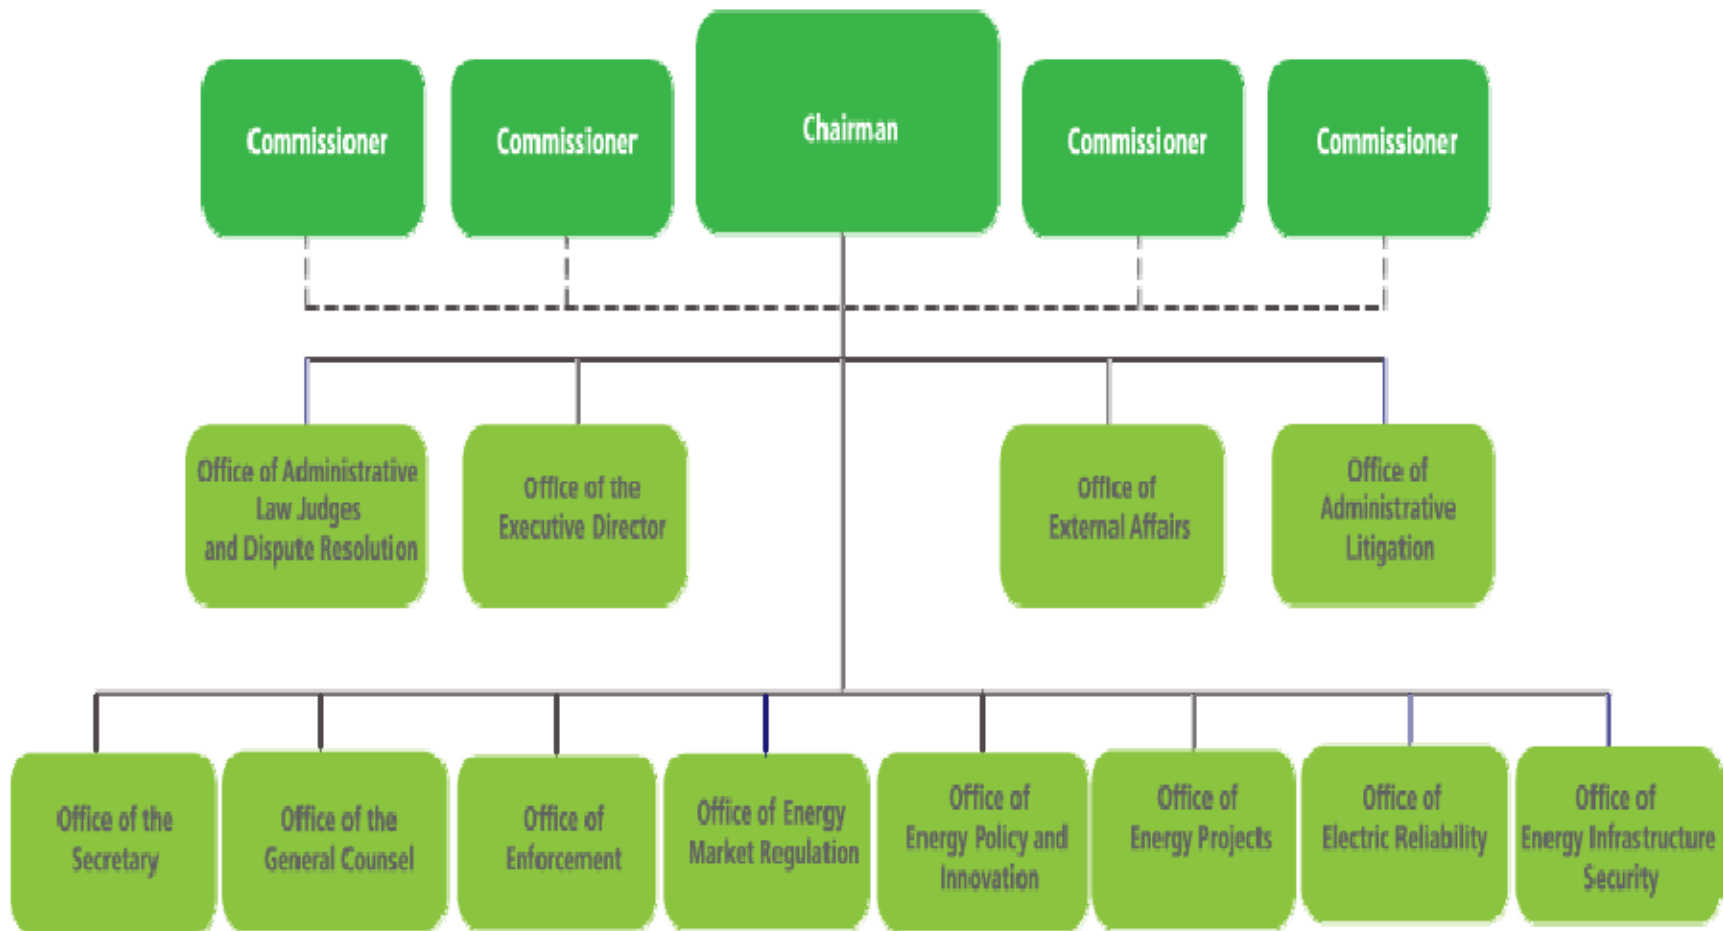 Commissioner
Commissioner
Chairman
Commissioner
Commissioner
Office of Administrative
Law Judges
and Dispute Resolution
Office of the
Executive Director
Office of
External Affairs
Office of
Administrative
Litigation
Office of the
Secretary
Office of the
General Counsel
Office of
Enforcement
Office of Energy
Market Regulation
Office of
Energy Policy and
Innovation
Office of
Energy Projects
Office of
Electric Reliability
Office of
Energy Infrastructure
Security